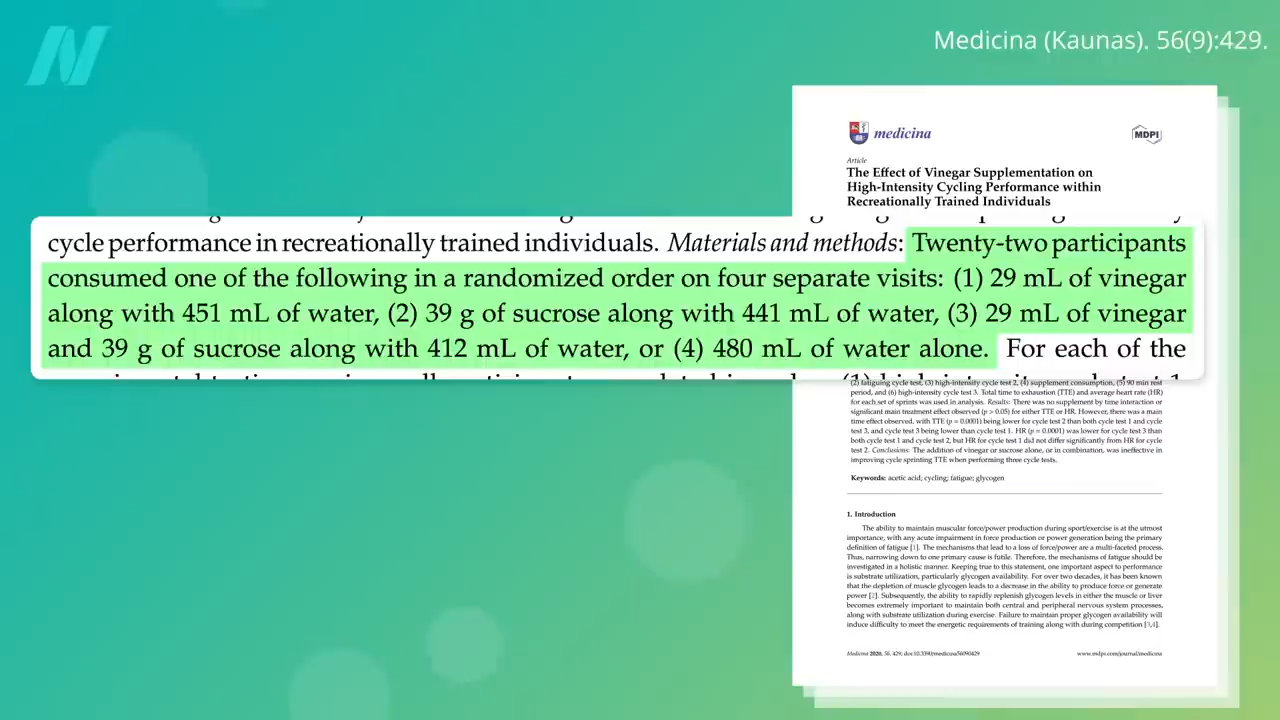 Medicina (Kaunas). 56(9):429.
medicina
MDPI
Article
The Effect of Vinegar Supplementation on
High-Intensity Cycling Performance within
Recreationally Trained Individuals
cycle performance in recreationally trained individuals. Materials and methods: Twenty-two participants
consumed one of the following in a randomized order on four separate visits: (1) 29 mL of vinegar
along with 451 mL of water, (2) 39 g of sucrose along with 441 mL of water, (3) 29 mL of vinegar
and 39 g of sucrose along with 412 mL of water, or (4) 480 mL of water alone. For each of the
(2) fatiguing cycle test, (3) high-intensity cycle test 2, (4) supplement consumption, (5) 90 min rest
period, and (6) high-intensity cycle test 3. Total time to exhaustion (TTE) and average heart rate (HR)
for each set of sprints was used in analysis. Results: There was no supplement by time interaction or
significant main treatment effect observed (p > 0.05) for either TTE or HR. However, there was a main
time effect observed, with TTE (p = 0.0001) being lower for cycle test 2 than both cycle test 1 and cycle
test 3, and cycle test 3 being lower than cycle test 1. HR (p = 0.0001) was lower for cycle test 3 than
both cycle test 1 and cycle test 2, but HR for cycle test 1 did not differ significantly from HR for cycle
test 2. Conclusions: The addition of vinegar or sucrose alone, or in combination, was ineffective in
improving cycle sprinting TTE when performing three cycle tests.
Keywords: acetic acid; cycling; fatigue; glycogen
1. Introduction
The ability to maintain muscular force/power production during sport/exercise is at the utmost
importance, with any acute impairment in force production or power generation being the primary
definition of fatigue [1]. The mechanisms that lead to a loss of force/power are a multi-faceted process.
Thus, narrowing down to one primary cause is futile. Therefore, the mechanisms of fatigue should be
investigated in a holistic manner. Keeping true to this statement, one important aspect to performance
is substrate utilization, particularly glycogen availability. For over two decades, it has been known
that the depletion of muscle glycogen leads to a decrease in the ability to produce force or generate
power [2]. Subsequently, the ability to rapidly replenish glycogen levels in either the muscle or liver
becomes extremely important to maintain both central and peripheral nervous system processes,
along with substrate utilization during exercise. Failure to maintain proper glycogen availability will
induce difficulty to meet the energetic requirements of training along with during competition [3,4].
Medicina 2020, 56, 429; doi:10.3390/medicina56090429
www.mdpi.com/journal/medicina